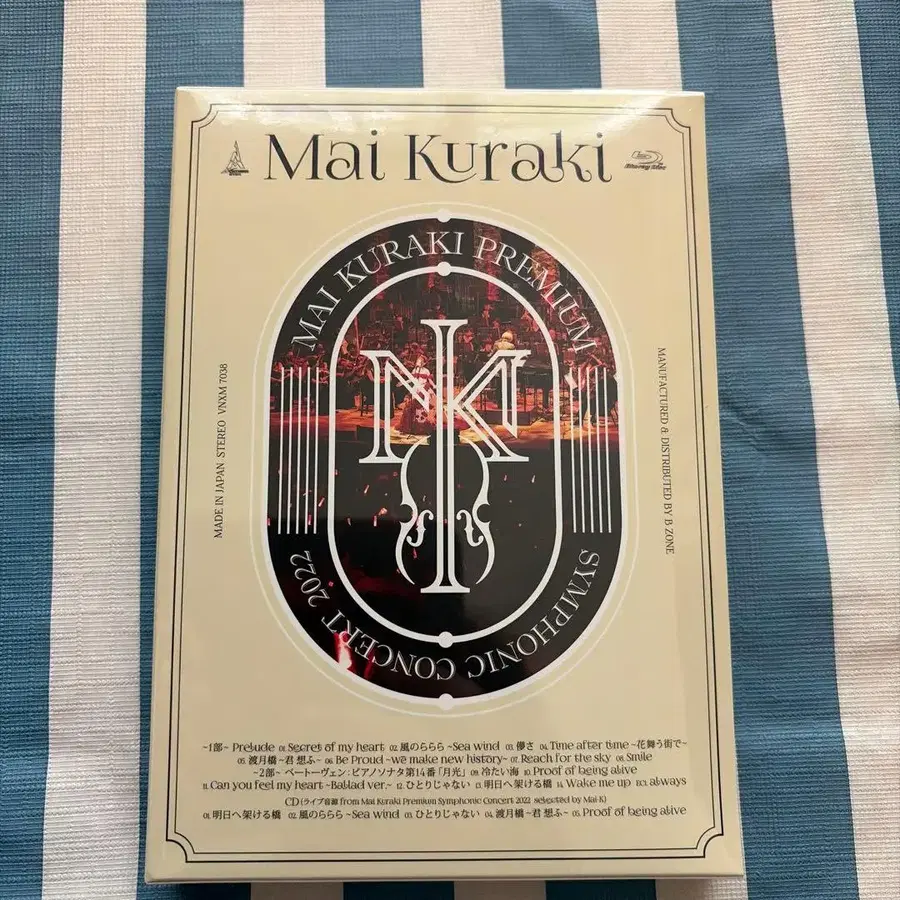 Mai Kuraki
Blu-ray Disc
MAI KURAKI PREMIUM
SYMPHONIC CONCERT 2022
MK
MADE IN JAPAN STEREO VNXM 7038
MANUFACTURED & DISTRIBUTED BY B ZONE
~1部~ Prelude 01. Secret of my heart 02. 風のららら ~Sea wind 03. 儚さ 04. Time after time ~花舞う街で~
05. 渡月橋 ~君 想ふ~ 06. Be Proud ~we make new history~ 07. Reach for the sky 08. Smile
~2部~ ベートーヴェン:ピアノソナタ第14番「月光」 09. 冷たい海 10. Proof of being alive
11. Can you feel my heart ~Ballad ver.~ 12. ひとりじゃない 13. 明日へ架ける橋 14. Wake me up EN.1 always
CD (ライブ音源 from Mai Kuraki Premium Symphonic Concert 2022 selected by Mai-K)
01. 明日へ架ける橋 02. 風のららら ~Sea wind 03. ひとりじゃない 04. 渡月橋 ~君 想ふ~ 05. Proof of being alive